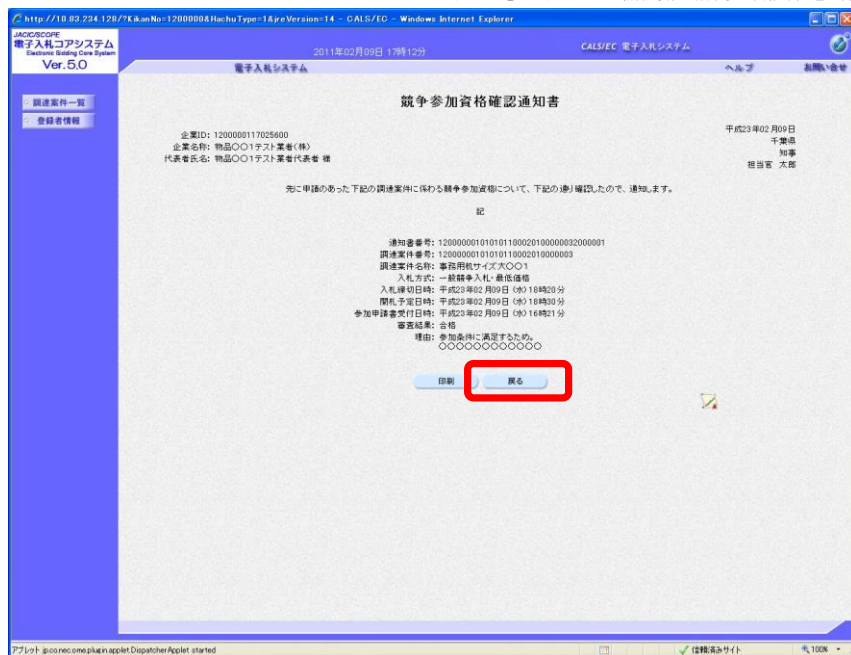 http://10.83.234.128/?KikanNo=1200000&HachuType=1&jreVersion=14 - CALS/EC - Windows Internet Explorer
JACIC/SCOPE
電子入札コアシステム
Electronic Bidding Core System
Ver.5.0
2011年02月09日 17時12分
CALS/EC 電子入札システム
電子入札システム
ヘルプ
お問い合せ
調達案件一覧
登録者情報
競争参加資格確認通知書
平成23年02月09日
千葉県
知事
担当官 太郎
企業ID: 1200000117025600
企業名称: 物品○○1テスト業者(株)
代表者氏名: 物品○○1テスト業者代表者 様
先に申請のあった下記の調達案件に係わる競争参加資格について、下記の通り確認したので、通知します。
記
通知書番号: 120000001010101100020100000032000001
調達案件番号: 12000000101010110002010000003
調達案件名称: 事務用机サイズ大○○1
入札方式: 一般競争入札・最低価格
入札締切日時: 平成23年02月09日 (水) 18時20分
開札予定日時: 平成23年02月09日 (水) 18時30分
参加申請書受付日時: 平成23年02月09日 (水) 16時21分
審査結果: 合格
理由: 参加条件に満足するため。
○○○○○○○○○○○○
印刷
戻る
アプレット jp.co.nec.ome.plugin.applet.DispatcherApplet started
信頼済みサイト
100%